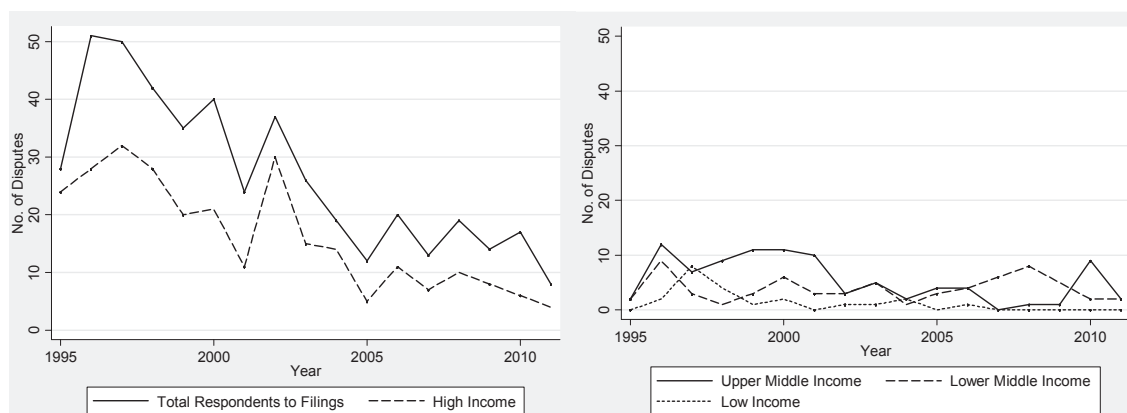 No. of Disputes
50
40
30
20
10
0
1995 2000 2005 2010
Year
Total Respondents to Filings High Income
No. of Disputes
50
40
30
20
10
0
1995 2000 2005 2010
Year
Upper Middle Income Lower Middle Income
Low Income